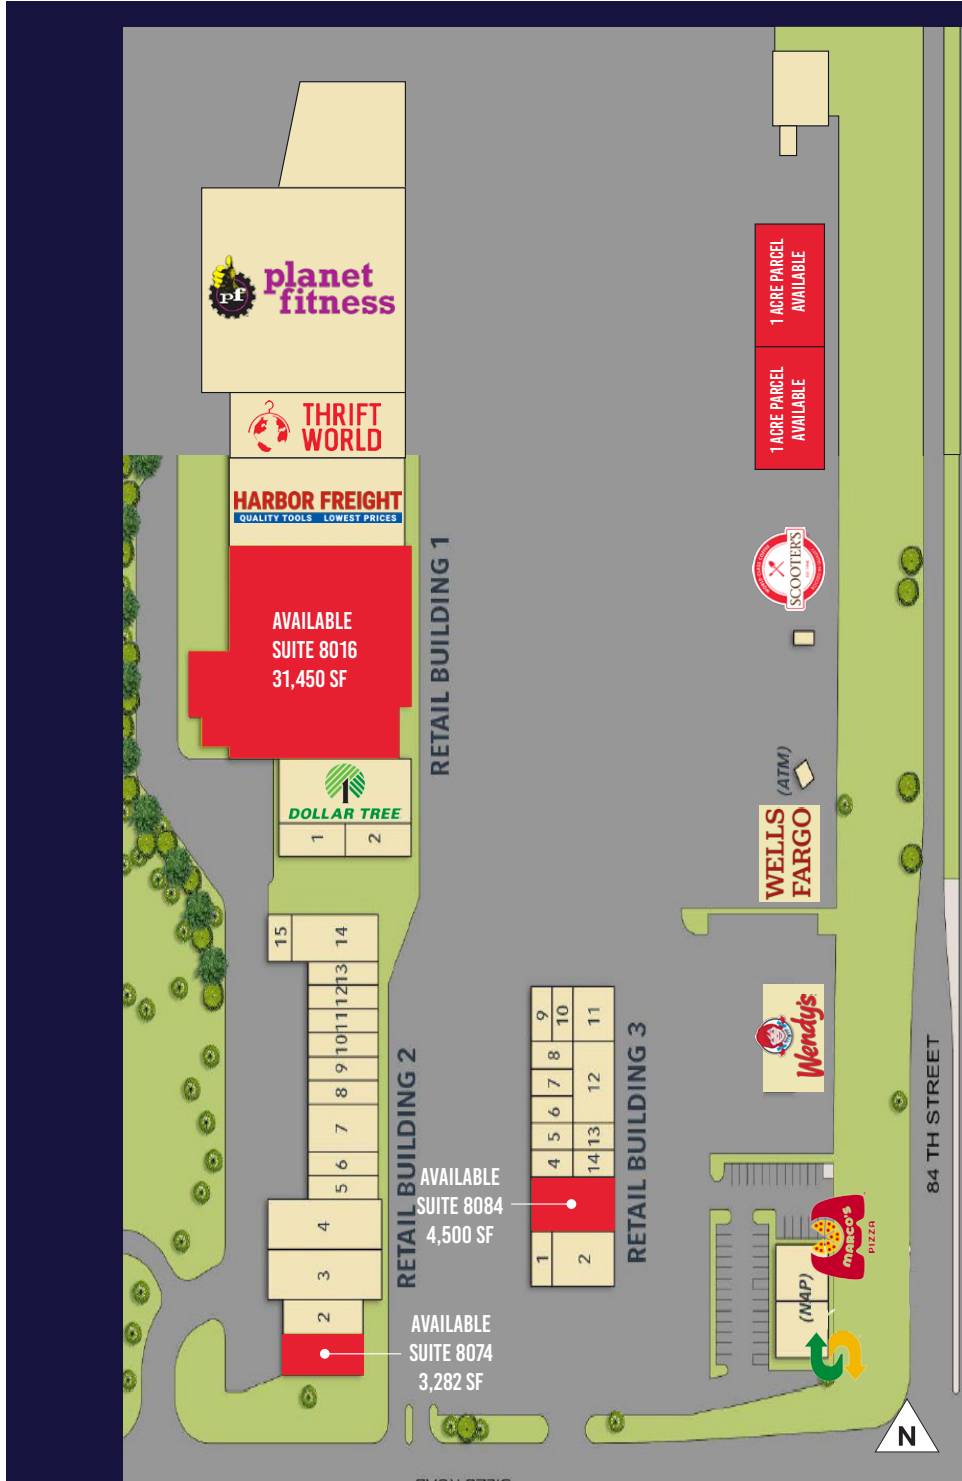 planet
fitness
pf
THRIFT
WORLD
HARBOR FREIGHT
QUALITY TOOLS LOWEST PRICES
AVAILABLE
SUITE 8016
31,450 SF
RETAIL BUILDING 1
DOLLAR TREE
1
2
1 ACRE PARCEL
AVAILABLE
1 ACRE PARCEL
AVAILABLE
SCOOTER'S
(ATM)
WELLS
FARGO
Wendy's
84 TH STREET
MARCO'S
PIZZA
(NAP)
15
14
13
12
11
10
9
8
7
6
5
4
3
2
RETAIL BUILDING 2
AVAILABLE
SUITE 8074
3,282 SF
9
10
11
8
7
12
6
5
13
4
14
AVAILABLE
SUITE 8084
4,500 SF
1
2
RETAIL BUILDING 3
N